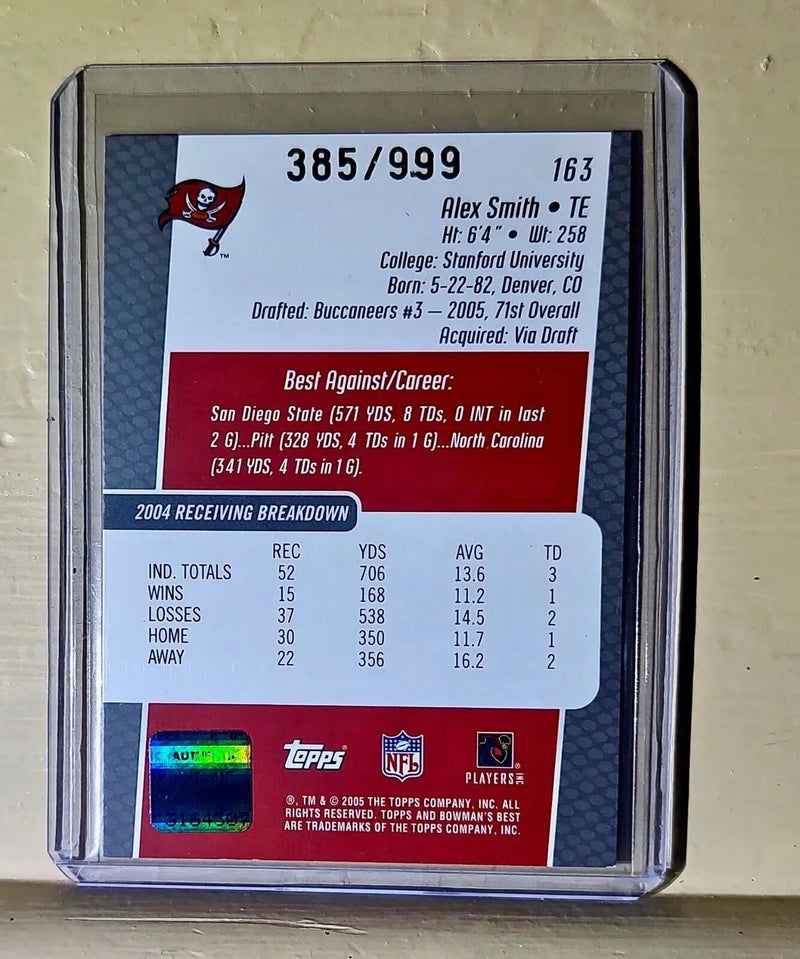 385/999
163
Alex Smith • TE
Ht: 6'4" • Wt: 258
College: Stanford University
Born: 5-22-82, Denver, CO
Drafted: Buccaneers #3 — 2005, 71st Overall
Acquired: Via Draft
TM
Best Against/Career:
San Diego State (571 YDS, 8 TDs, 0 INT in last
2 G)...Pitt (328 YDS, 4 TDs in 1 G)...North Carolina
(341 YDS, 4 TDs in 1 G).
2004 RECEIVING BREAKDOWN
REC YDS AVG TD
IND. TOTALS 52 706 13.6 3
WINS 15 168 11.2 1
LOSSES 37 538 14.5 2
HOME 30 350 11.7 1
AWAY 22 356 16.2 2
topps®
NFL
PLAYERS INC
®, TM & © 2005 THE TOPPS COMPANY, INC. ALL
RIGHTS RESERVED. TOPPS AND BOWMAN'S BEST
ARE TRADEMARKS OF THE TOPPS COMPANY, INC.